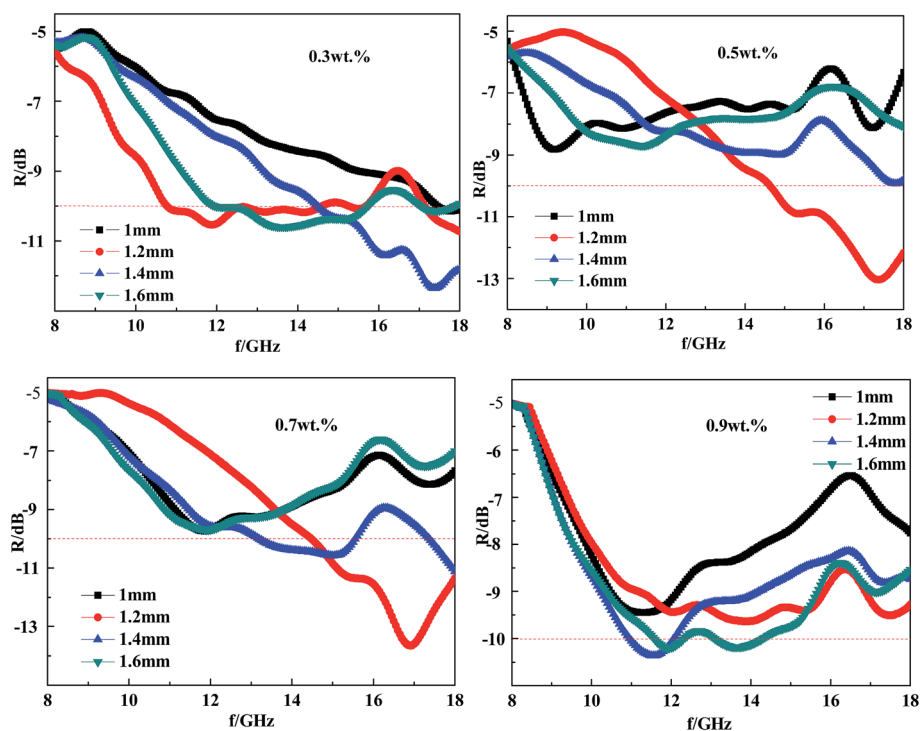 0.3wt.%
R/dB
-5
-7
-9
-11
1mm
1.2mm
1.4mm
1.6mm
8 10 12 14 16 18
f/GHz
0.5wt.%
R/dB
-5
-7
-9
-11
-13
1mm
1.2mm
1.4mm
1.6mm
8 10 12 14 16 18
f/GHz
0.7wt.%
R/dB
-5
-7
-9
-11
-13
1mm
1.2mm
1.4mm
1.6mm
8 10 12 14 16 18
f/GHz
0.9wt.%
R/dB
-5
-6
-7
-8
-9
-10
-11
1mm
1.2mm
1.4mm
1.6mm
8 10 12 14 16 18
f/GHz